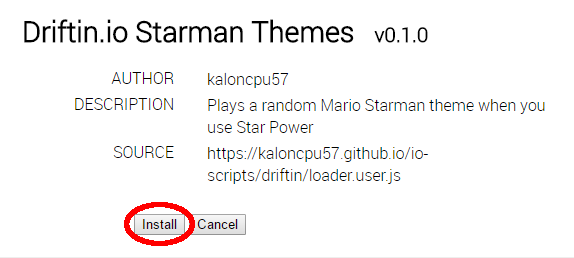 Driftin.io Starman Themes v0.1.0
AUTHOR kaloncpu57
DESCRIPTION Plays a random Mario Starman theme when you
use Star Power
SOURCE https://kaloncpu57.github.io/io-
scripts/driftin/loader.user.js
Install Cancel